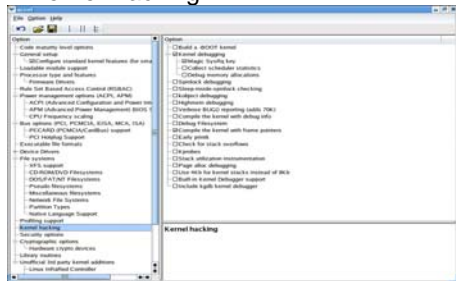 File Option Help
Option
Code maturity level options
General setup
Configure standard kernel features (for sma
Loadable module support
Processor type and features
Firmware Drivers
Rule Set Based Access Control (RSBAC)
Power management options (ACPI, APM)
ACPI (Advanced Configuration and Power Int
APM (Advanced Power Management) BIOS S
CPU Frequency scaling
Bus options (PCI, PCMCIA, EISA, MCA, ISA)
PCCARD (PCMCIA/CardBus) support
PCI Hotplug Support
Executable file formats
Device Drivers
File systems
XFS support
CD-ROM/DVD Filesystems
DOS/FAT/NT Filesystems
Pseudo filesystems
Miscellaneous filesystems
Network File Systems
Partition Types
Native Language Support
Profiling support
Kernel hacking
Security options
Cryptographic options
Hardware crypto devices
Library routines
Unofficial 3rd party kernel additions
Linux InfraRed Controller
Option
Build a .BOOT kernel
Kernel debugging
Magic SysRq key
Collect scheduler statistics
Debug memory allocations
Spinlock debugging
Sleep-inside-spinlock checking
kobject debugging
Highmem debugging
Verbose BUG() reporting (adds 70K)
Compile the kernel with debug info
Debug Filesystem
Compile the kernel with frame pointers
Early printk
Check for stack overflows
Kprobes
Stack utilization instrumentation
Page alloc debugging
Use 4Kb for kernel stacks instead of 8Kb
Built-in Kernel Debugger support
Include kgdb kernel debugger
Kernel hacking